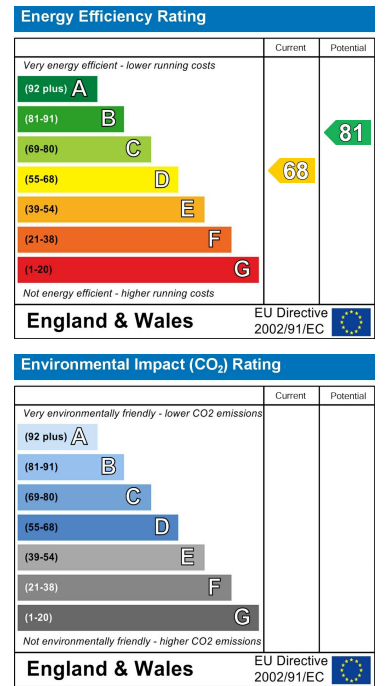 Energy Efficiency Rating
Current Potential
Very energy efficient - lower running costs
(92 plus) A
(81-91) B
81
(69-80) C
68
(55-68) D
(39-54) E
(21-38) F
(1-20) G
Not energy efficient - higher running costs
England & Wales
EU Directive
2002/91/EC
Environmental Impact (CO2) Rating
Current Potential
Very environmentally friendly - lower CO2 emissions
(92 plus) A
(81-91) B
(69-80) C
(55-68) D
(39-54) E
(21-38) F
(1-20) G
Not environmentally friendly - higher CO2 emissions
England & Wales
EU Directive
2002/91/EC